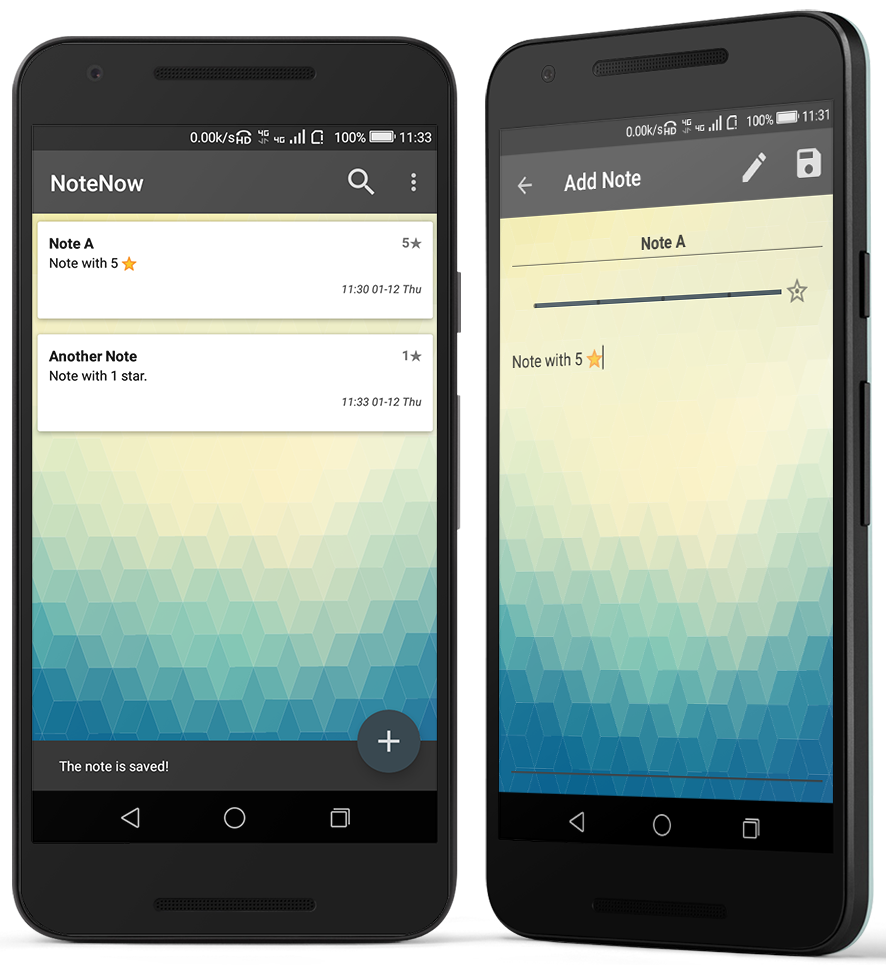 0.00k/s HD 4G 4G 100% 11:33
NoteNow
Note A 5★
Note with 5 ⭐
11:30 01-12 Thu
Another Note 1★
Note with 1 star.
11:33 01-12 Thu
The note is saved!
0.00k/s HD 4G 4G 100% 11:31
Add Note
Note A
Note with 5 ⭐